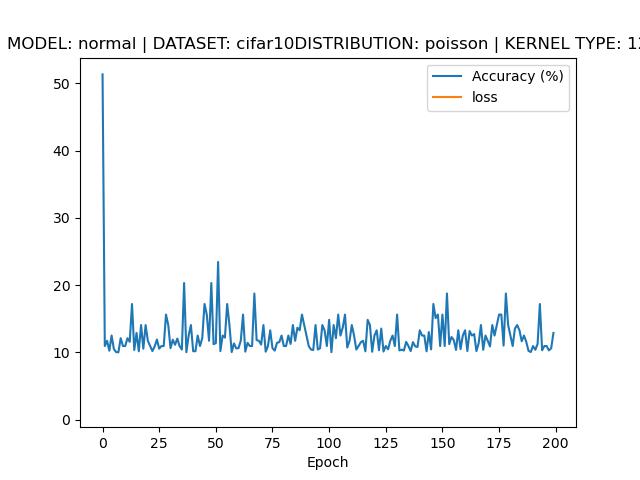 MODEL: normal | DATASET: cifar10DISTRIBUTION: poisson | KERNEL TYPE: 12
Accuracy (%)
loss
50
40
30
20
10
0
0 25 50 75 100 125 150 175 200
Epoch